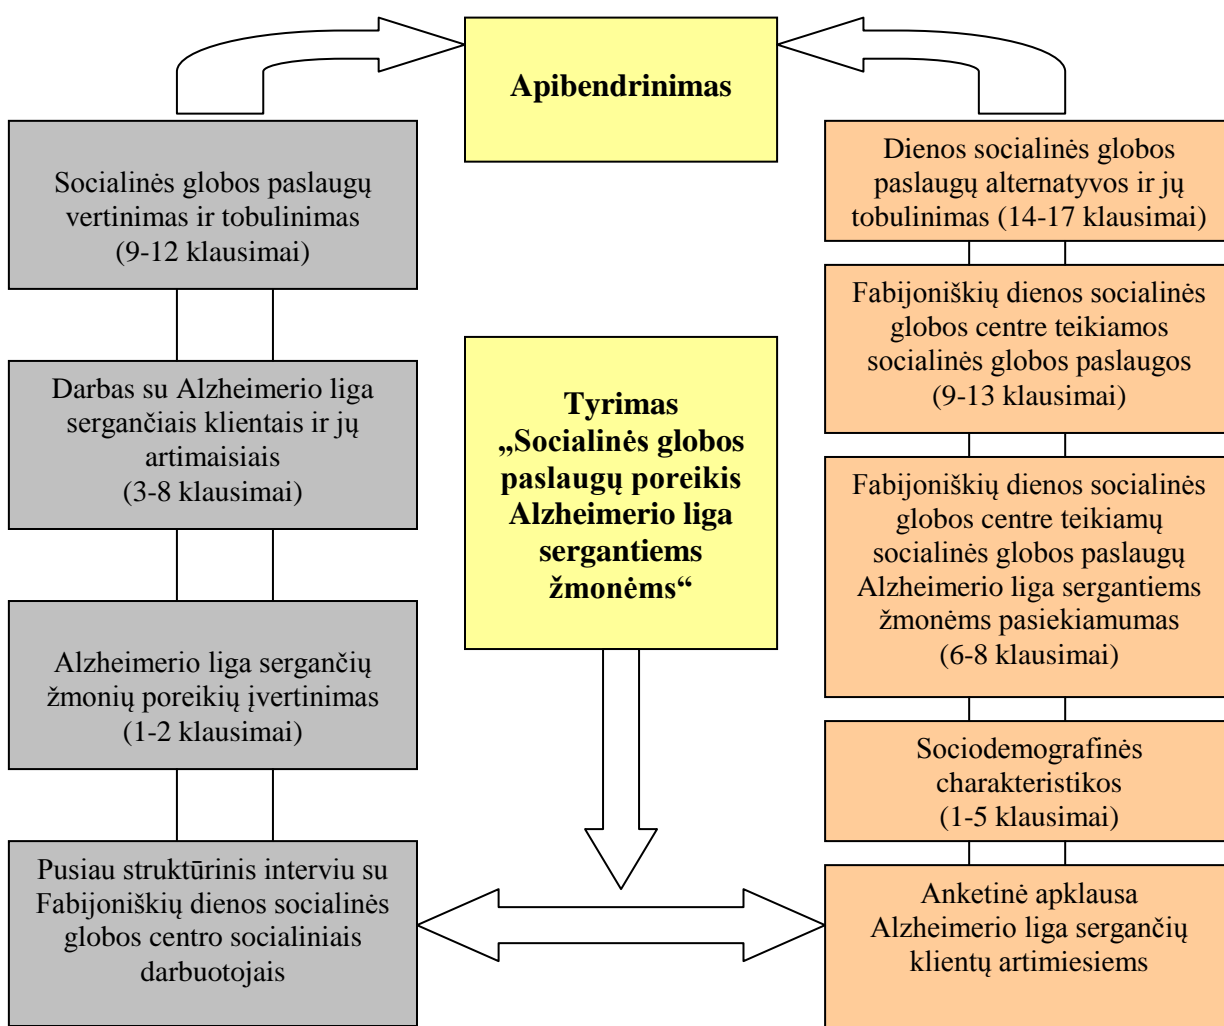 Apibendrinimas
Socialinės globos paslaugų
vertinimas ir tobulinimas
(9-12 klausimai)
Darbas su Alzheimerio liga
sergančiais klientais ir jų
artimaisiais
(3-8 klausimai)
Alzheimerio liga sergančių
žmonių poreikių įvertinimas
(1-2 klausimai)
Pusiau struktūrinis interviu su
Fabijoniškių dienos socialinės
globos centro socialiniais
darbuotojais
Tyrimas
„Socialinės globos
paslaugų poreikis
Alzheimerio liga
sergantiems
žmonėms“
Dienos socialinės globos
paslaugų alternatyvos ir jų
tobulinimas (14-17 klausimai)
Fabijoniškių dienos socialinės
globos centre teikiamos
socialinės globos paslaugos
(9-13 klausimai)
Fabijoniškių dienos socialinės
globos centre teikiamų
socialinės globos paslaugų
Alzheimerio liga sergantiems
žmonėms pasiekiamumas
(6-8 klausimai)
Sociodemografinės
charakteristikos
(1-5 klausimai)
Anketinė apklausa
Alzheimerio liga sergančių
klientų artimiesiems